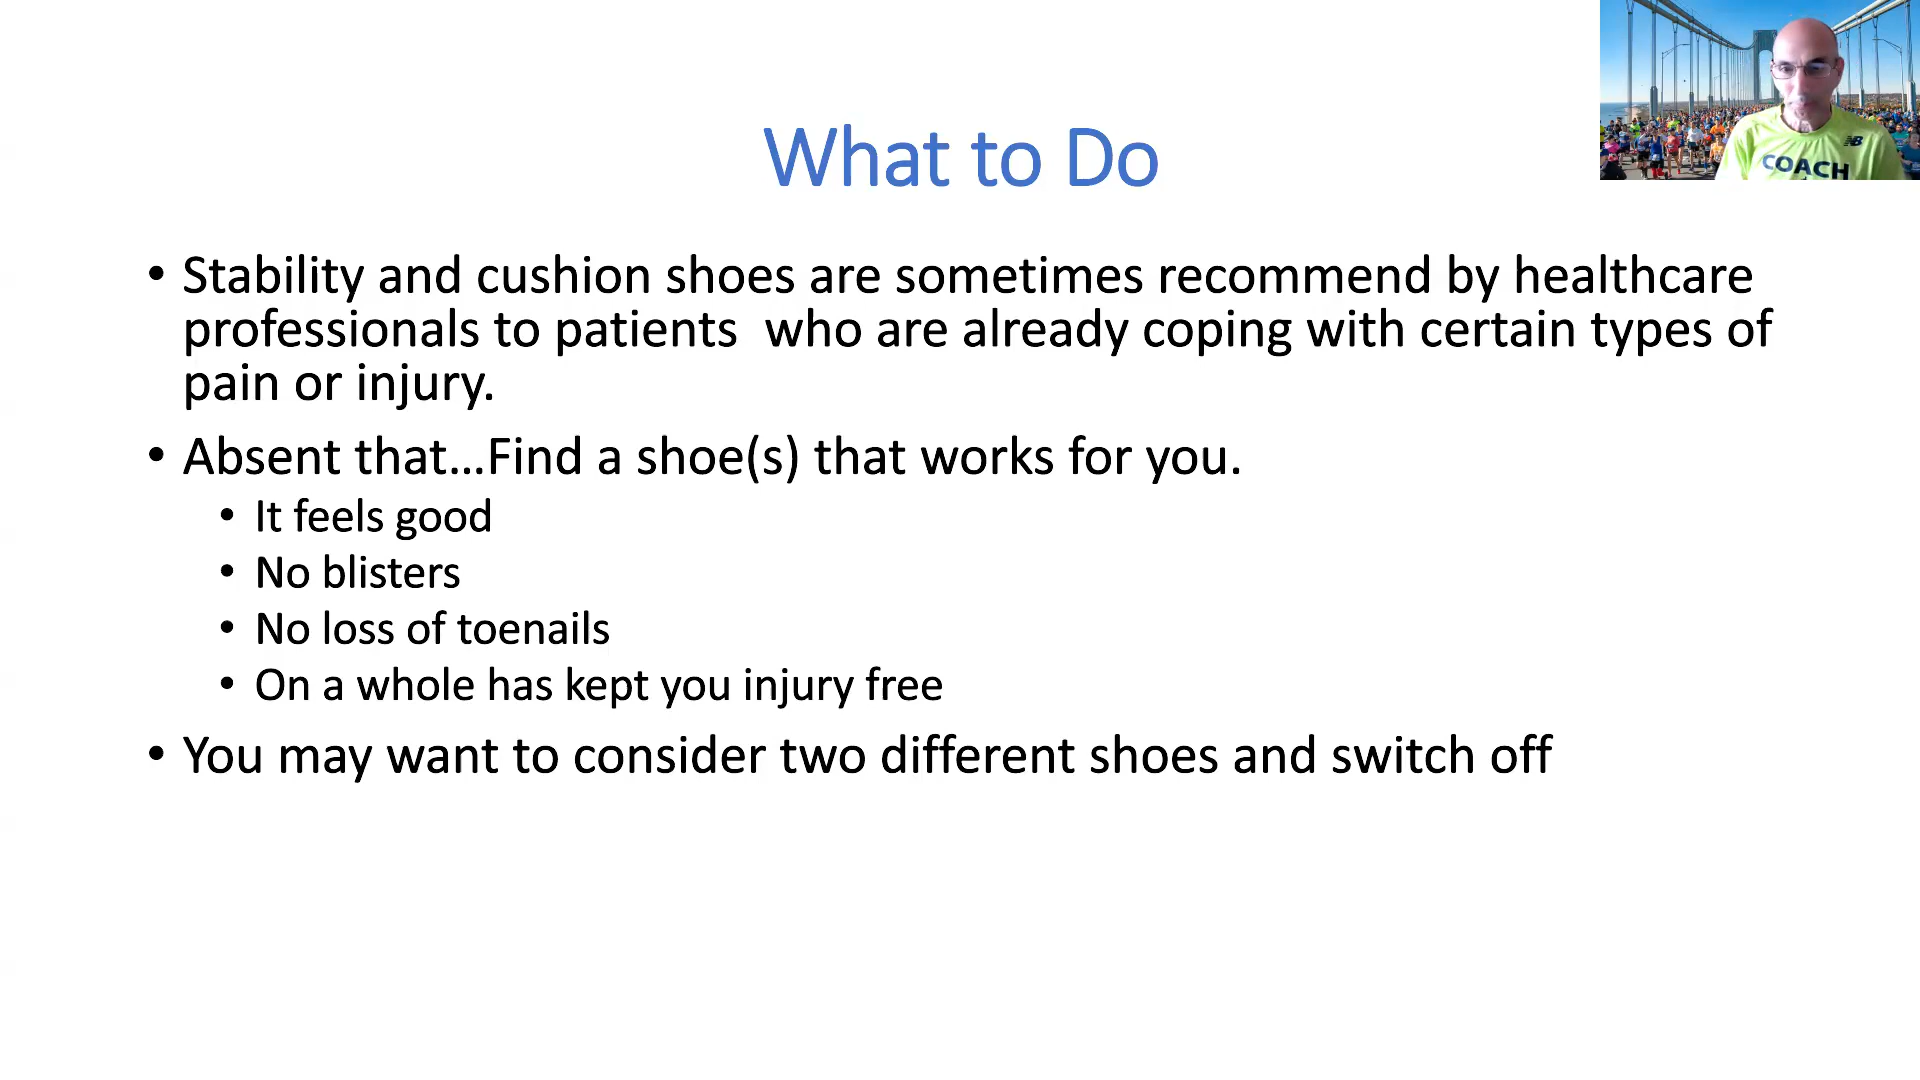 What to Do
• Stability and cushion shoes are sometimes recommend by healthcare
professionals to patients  who are already coping with certain types of
pain or injury.
• Absent that...Find a shoe(s) that works for you.
• It feels good
• No blisters
• No loss of toenails
• On a whole has kept you injury free
• You may want to consider two different shoes and switch off
NB
COACH